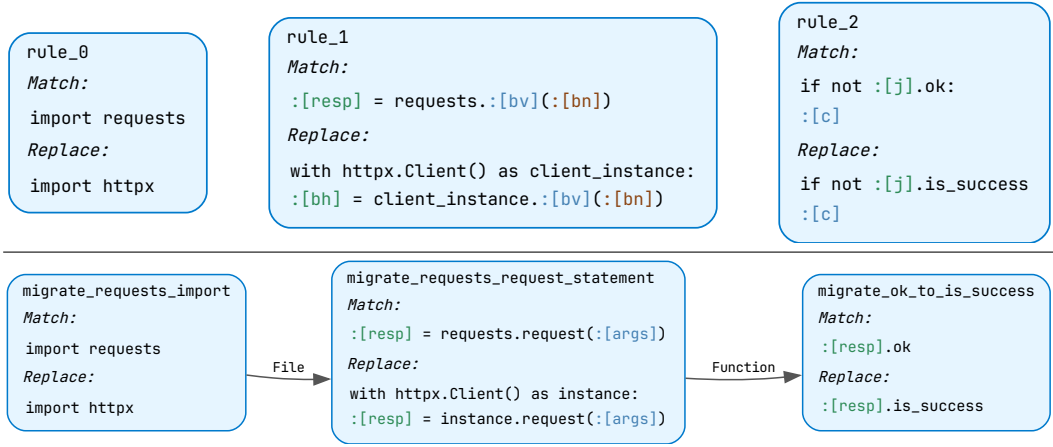 rule_0
Match:
import requests
Replace:
import httpx
rule_1
Match:
:[resp] = requests.:[bv](:[bn])
Replace:
with httpx.Client() as client_instance:
:[bh] = client_instance.:[bv](:[bn])
rule_2
Match:
if not :[j].ok:
:[c]
Replace:
if not :[j].is_success
:[c]
migrate_requests_import
Match:
import requests
Replace:
import httpx
File
migrate_requests_request_statement
Match:
:[resp] = requests.request(:[args])
Replace:
with httpx.Client() as instance:
:[resp] = instance.request(:[args])
Function
migrate_ok_to_is_success
Match:
:[resp].ok
Replace:
:[resp].is_success